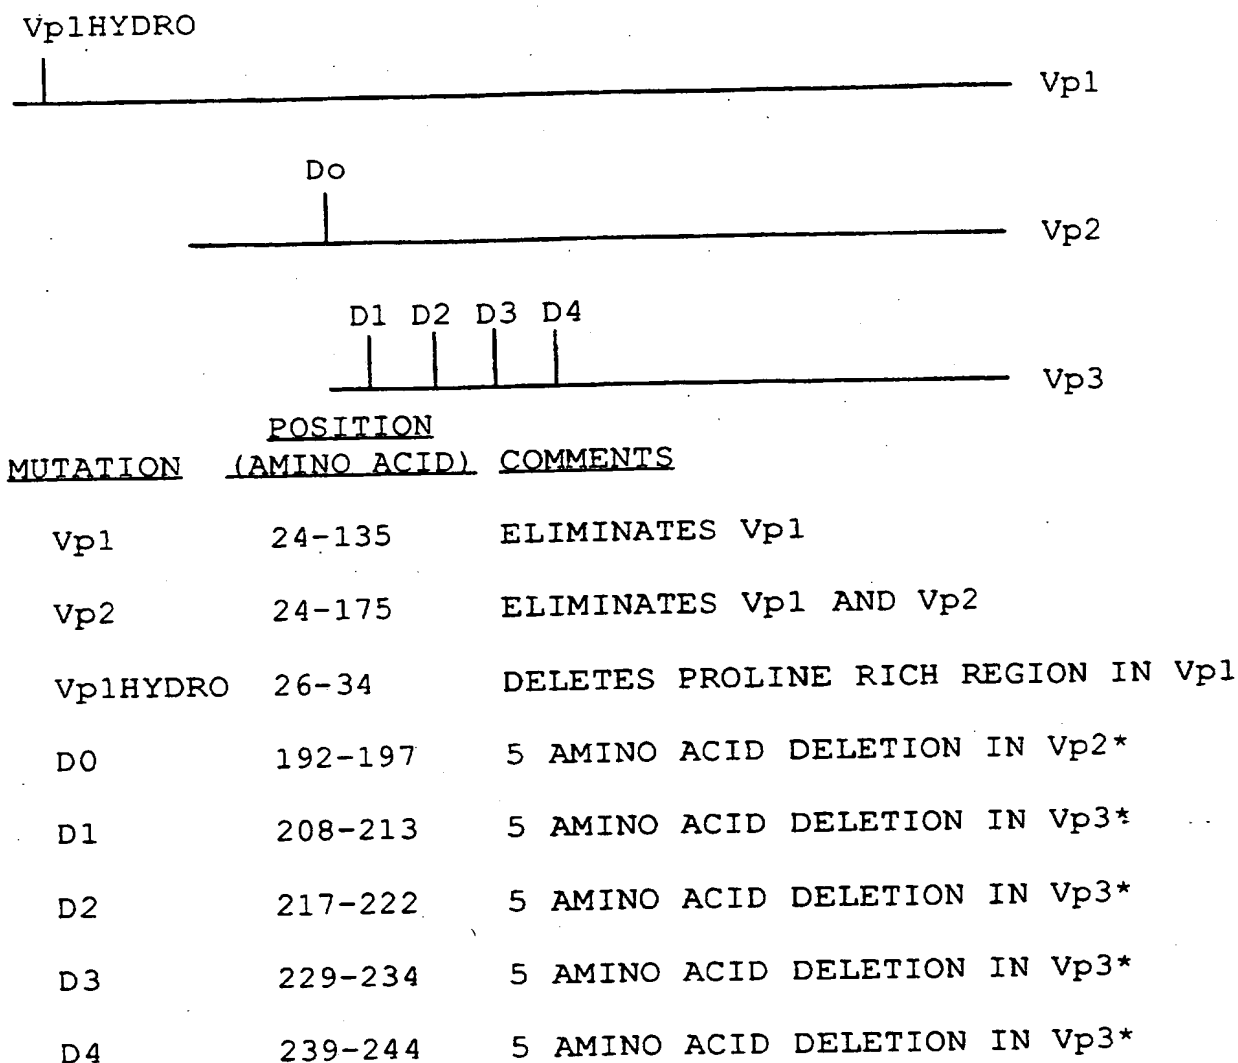 Vp1HYDRO
Vp1
Do
Vp2
D1 D2 D3 D4
Vp3
POSITION
MUTATION (AMINO ACID) COMMENTS
Vp1 24-135 ELIMINATES Vp1
Vp2 24-175 ELIMINATES Vp1 AND Vp2
Vp1HYDRO 26-34 DELETES PROLINE RICH REGION IN Vp1
D0 192-197 5 AMINO ACID DELETION IN Vp2*
D1 208-213 5 AMINO ACID DELETION IN Vp3*
D2 217-222 5 AMINO ACID DELETION IN Vp3*
D3 229-234 5 AMINO ACID DELETION IN Vp3*
D4 239-244 5 AMINO ACID DELETION IN Vp3*